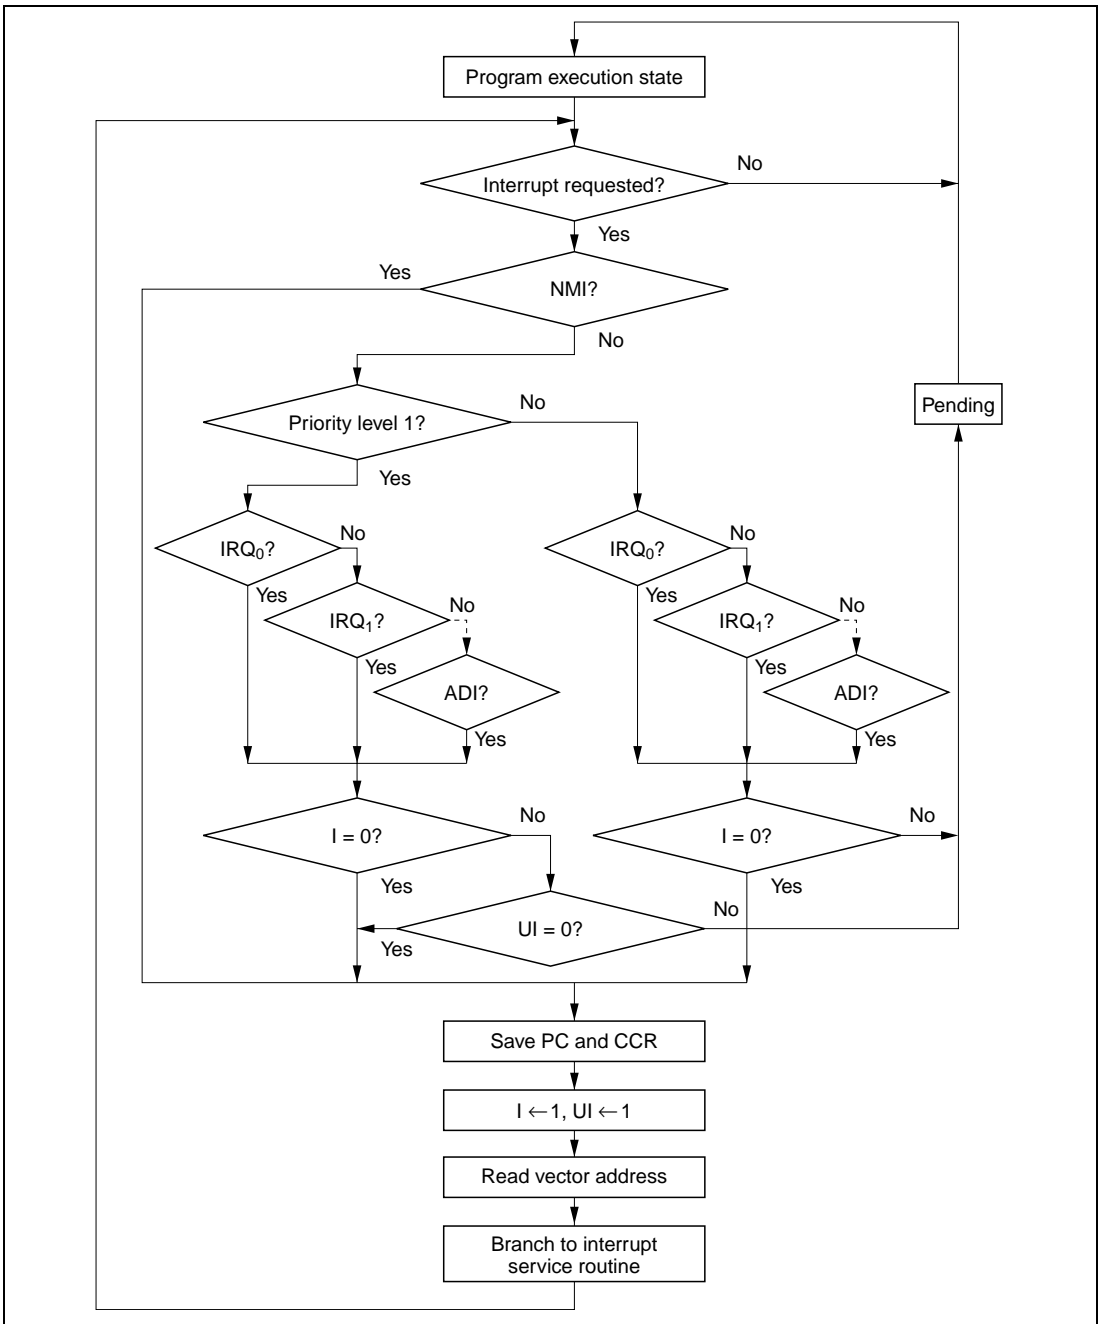 Program execution state
No
Interrupt requested?
Yes
Yes
NMI?
No
Pending
No
Priority level 1?
Yes
No
No
IRQ₀?
IRQ₀?
Yes
No
Yes
No
IRQ₁?
IRQ₁?
Yes
Yes
ADI?
ADI?
Yes
Yes
No
No
I = 0?
I = 0?
Yes
Yes
No
UI = 0?
Yes
Save PC and CCR
I ←1, UI ←1
Read vector address
Branch to interrupt
service routine